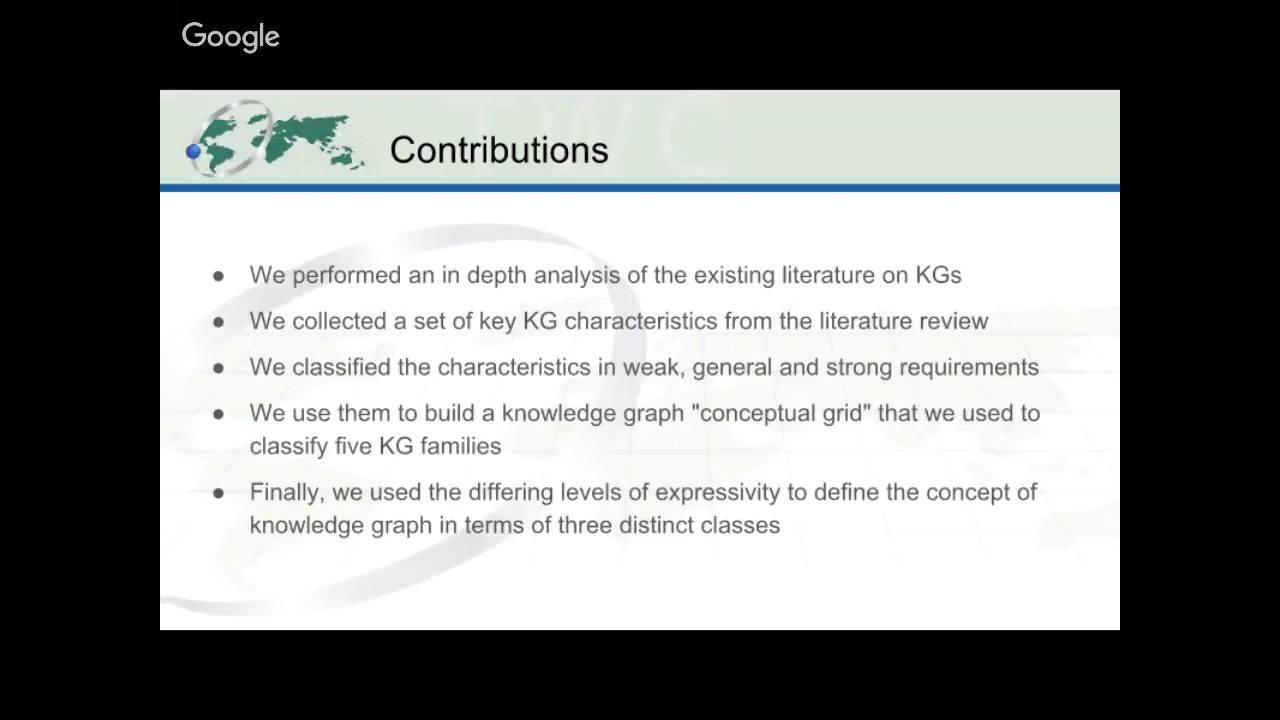 Google
TWC
Contributions
● We performed an in depth analysis of the existing literature on KGs
● We collected a set of key KG characteristics from the literature review
● We classified the characteristics in weak, general and strong requirements
● We use them to build a knowledge graph "conceptual grid" that we used to
classify five KG families
● Finally, we used the differing levels of expressivity to define the concept of
knowledge graph in terms of three distinct classes